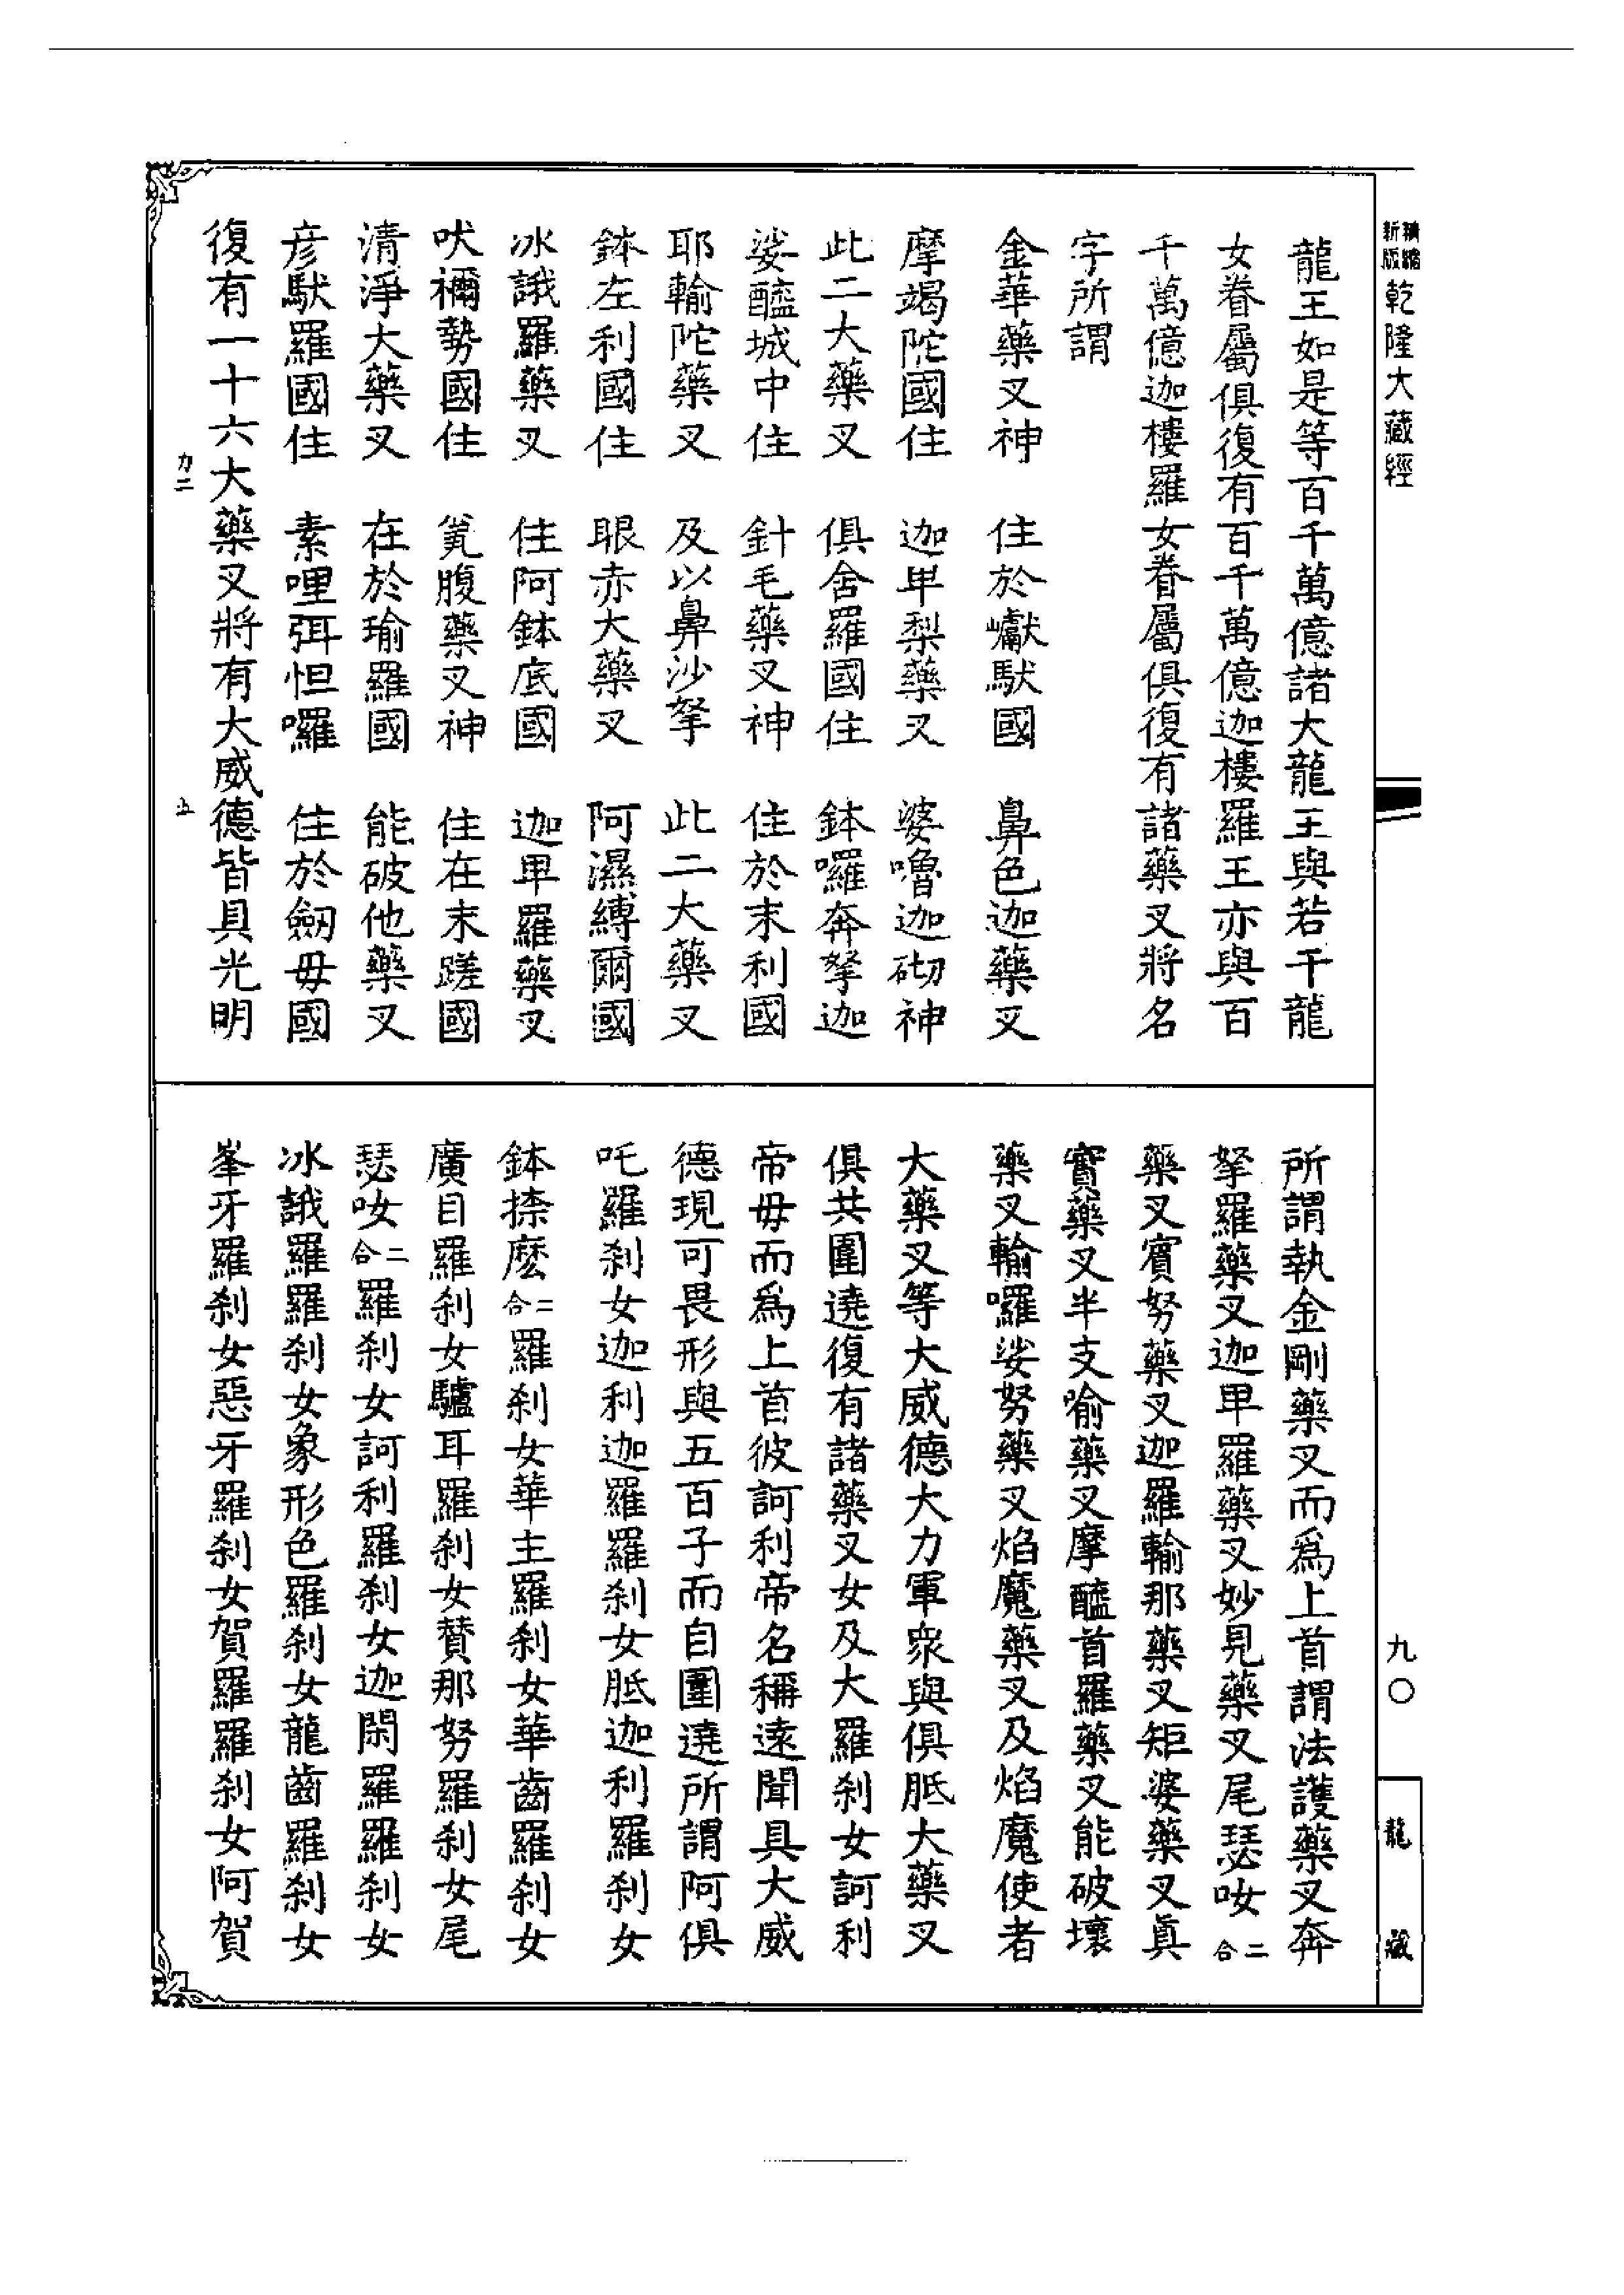 新版精縮乾隆大藏經
龍王如是等百千萬億諸大龍王與若干龍
女眷屬俱復有百千萬億迦樓羅王亦與百
千萬億迦樓羅女眷屬俱復有諸藥叉將名
字所謂
金華藥叉神 住於巘馱國 鼻色迦藥叉
摩竭陀國住 迦毘梨藥叉 婆嚕迦砌神
此二大藥叉 俱舍羅國住 鉢囉奔拏迦
娑醯城中住 針毛藥叉神 住於末利國
耶輸陀藥叉 及以鼻沙拏 此二大藥叉
鉢左利國住 眼赤大藥叉 阿濕縛爾國
冰誐羅藥叉 住阿鉢底國 迦毘羅藥叉
吠禰勢國住 甕腹藥叉神 住在末蹉國
清淨大藥叉 在於瑜羅國 能破他藥叉
彥馱羅國住 素哩弭怛囉 住於劒毋國
復有一十六大藥叉將有大威德皆具光明
力二 五
所謂執金剛藥叉而爲上首謂法護藥叉奔
拏羅藥叉迦毘羅藥叉妙見藥叉尾瑟呶二合
藥叉賓努藥叉迦羅輸那藥叉矩婆藥叉眞
實藥叉半支喻藥叉摩醯首羅藥叉能破壞
藥叉輸囉娑努藥叉焰魔藥叉及焰魔使者
大藥叉等大威德大力軍衆與俱胝大藥叉
俱共圍遶復有諸藥叉女及大羅刹女訶利
帝毋而爲上首彼訶利帝名稱遠聞具大威
德現可畏形與五百子而自圍遶所謂阿俱
吒羅刹女迦利迦羅羅刹女胝迦利羅刹女
鉢捺麽二合羅刹女華主羅刹女華齒羅刹女
廣目羅刹女驢耳羅刹女贊那努羅刹女尾
瑟呶二合羅刹女訶利羅刹女迦閉羅羅刹女
冰誐羅羅刹女象形色羅刹女龍齒羅刹女
峯牙羅刹女惡牙羅刹女賀羅羅刹女阿賀
九〇
龍藏